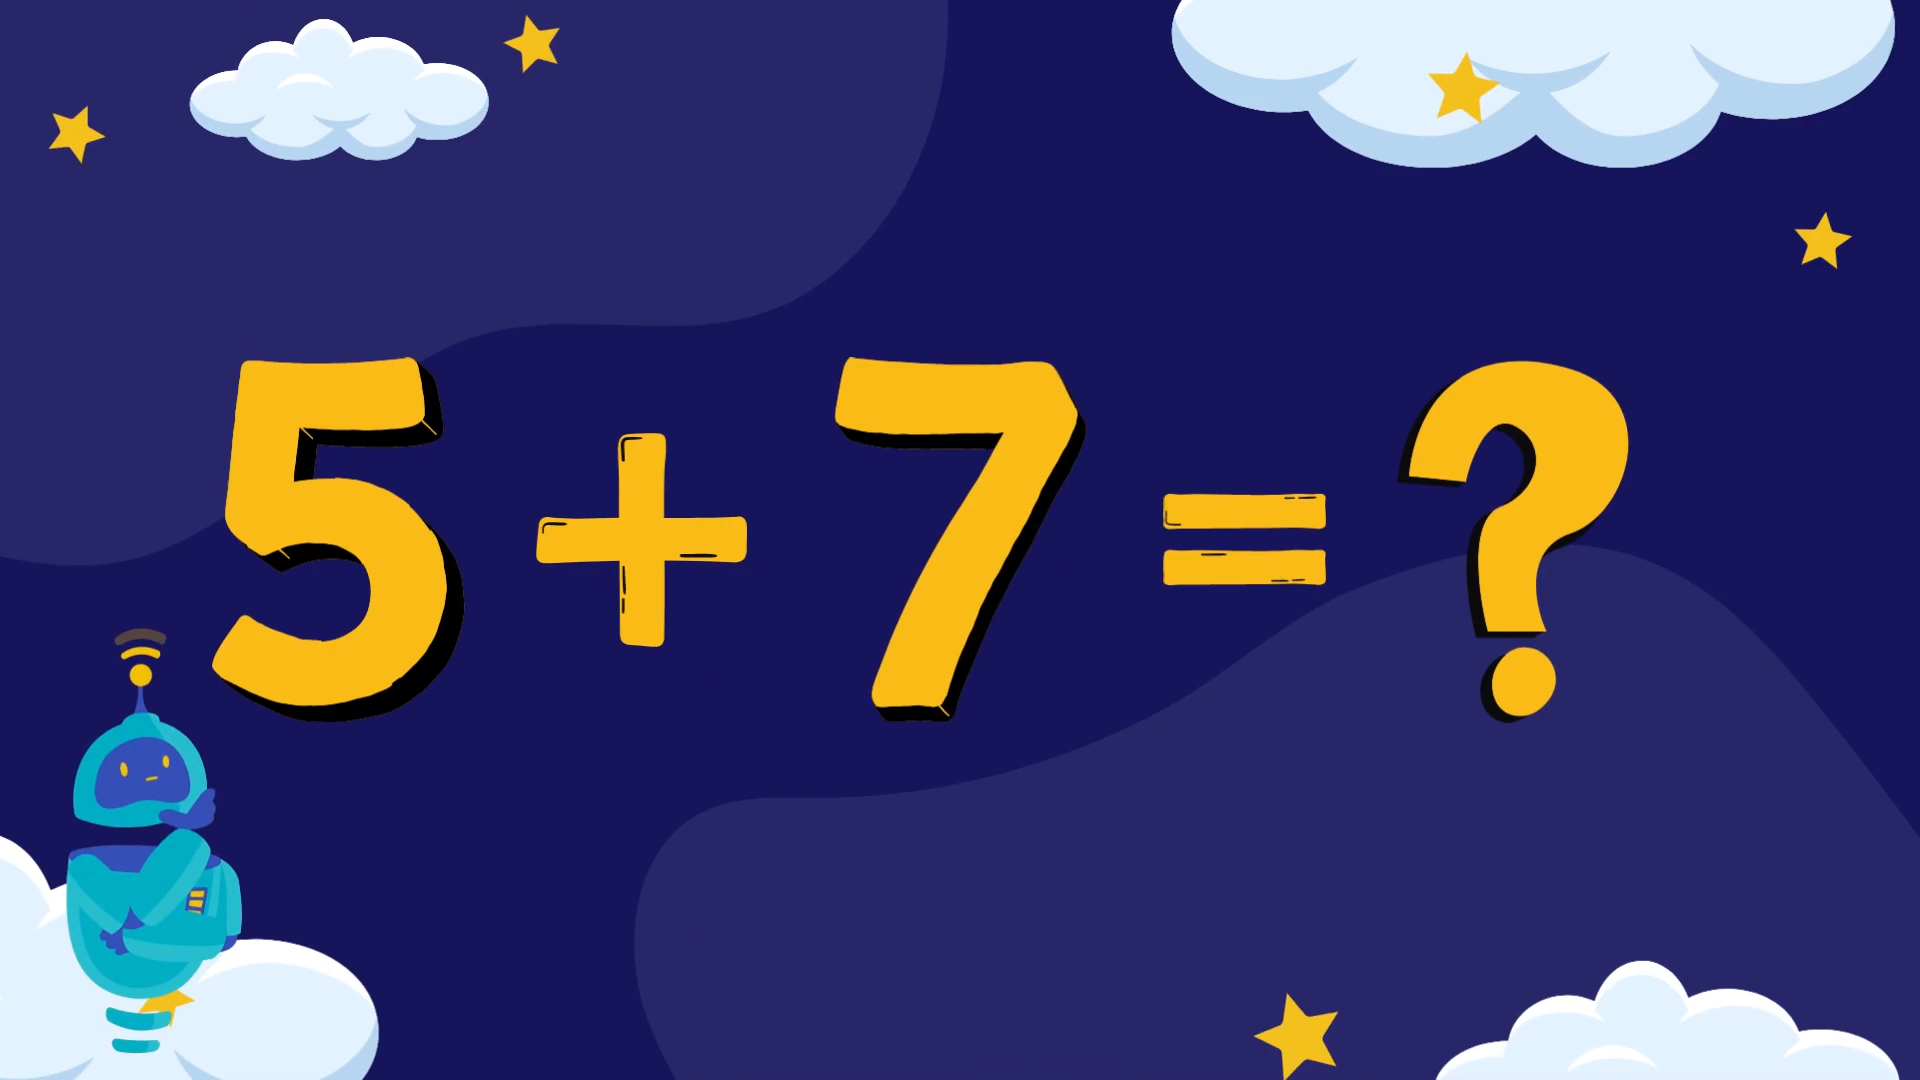 5 + 7 = ?